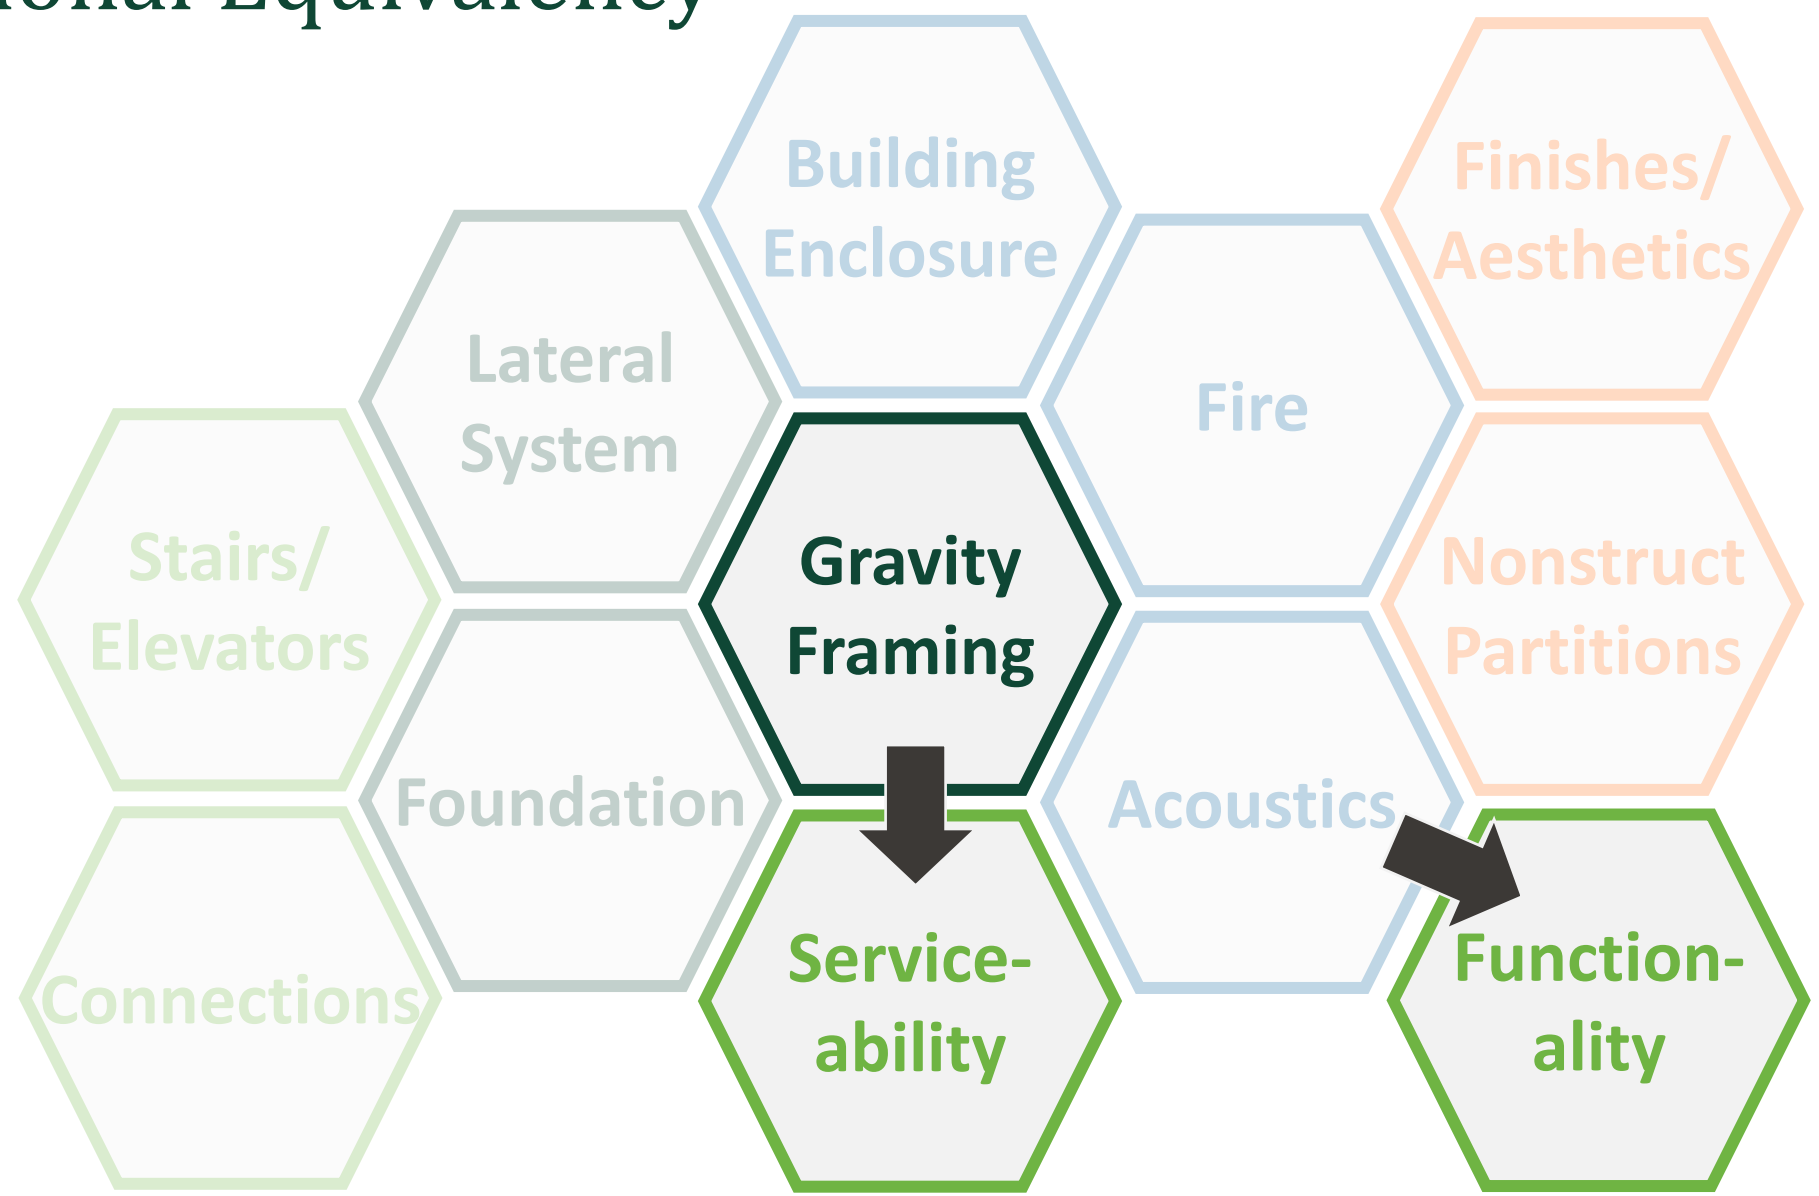 Equivalency
Building
Enclosure
Finishes/
Aesthetics
Lateral
System
Fire
Stairs/
Elevators
Gravity
Framing
Nonstruct
Partitions
Foundation
Acoustics
Connections
Service-
ability
Function-
ality